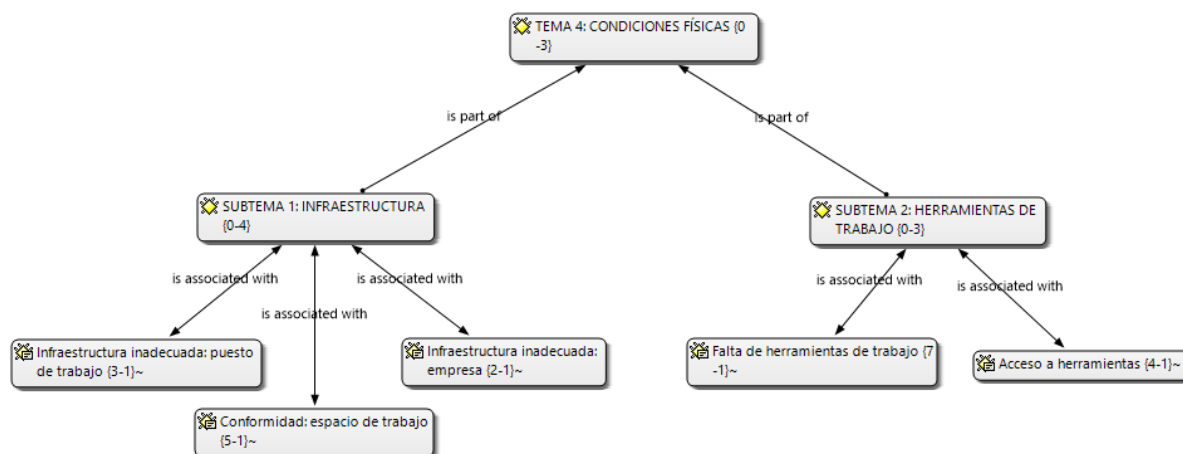 TEMA 4: CONDICIONES FÍSICAS {0
-3}
is part of
is part of
SUBTEMA 1: INFRAESTRUCTURA
{0-4}
SUBTEMA 2: HERRAMIENTAS DE
TRABAJO {0-3}
is associated with
is associated with
is associated with
is associated with
is associated with
Infraestructura inadecuada: puesto
de trabajo {3-1}~
Infraestructura inadecuada:
empresa {2-1}~
Falta de herramientas de trabajo {7
-1}~
Acceso a herramientas {4-1}~
Conformidad: espacio de trabajo
{5-1}~